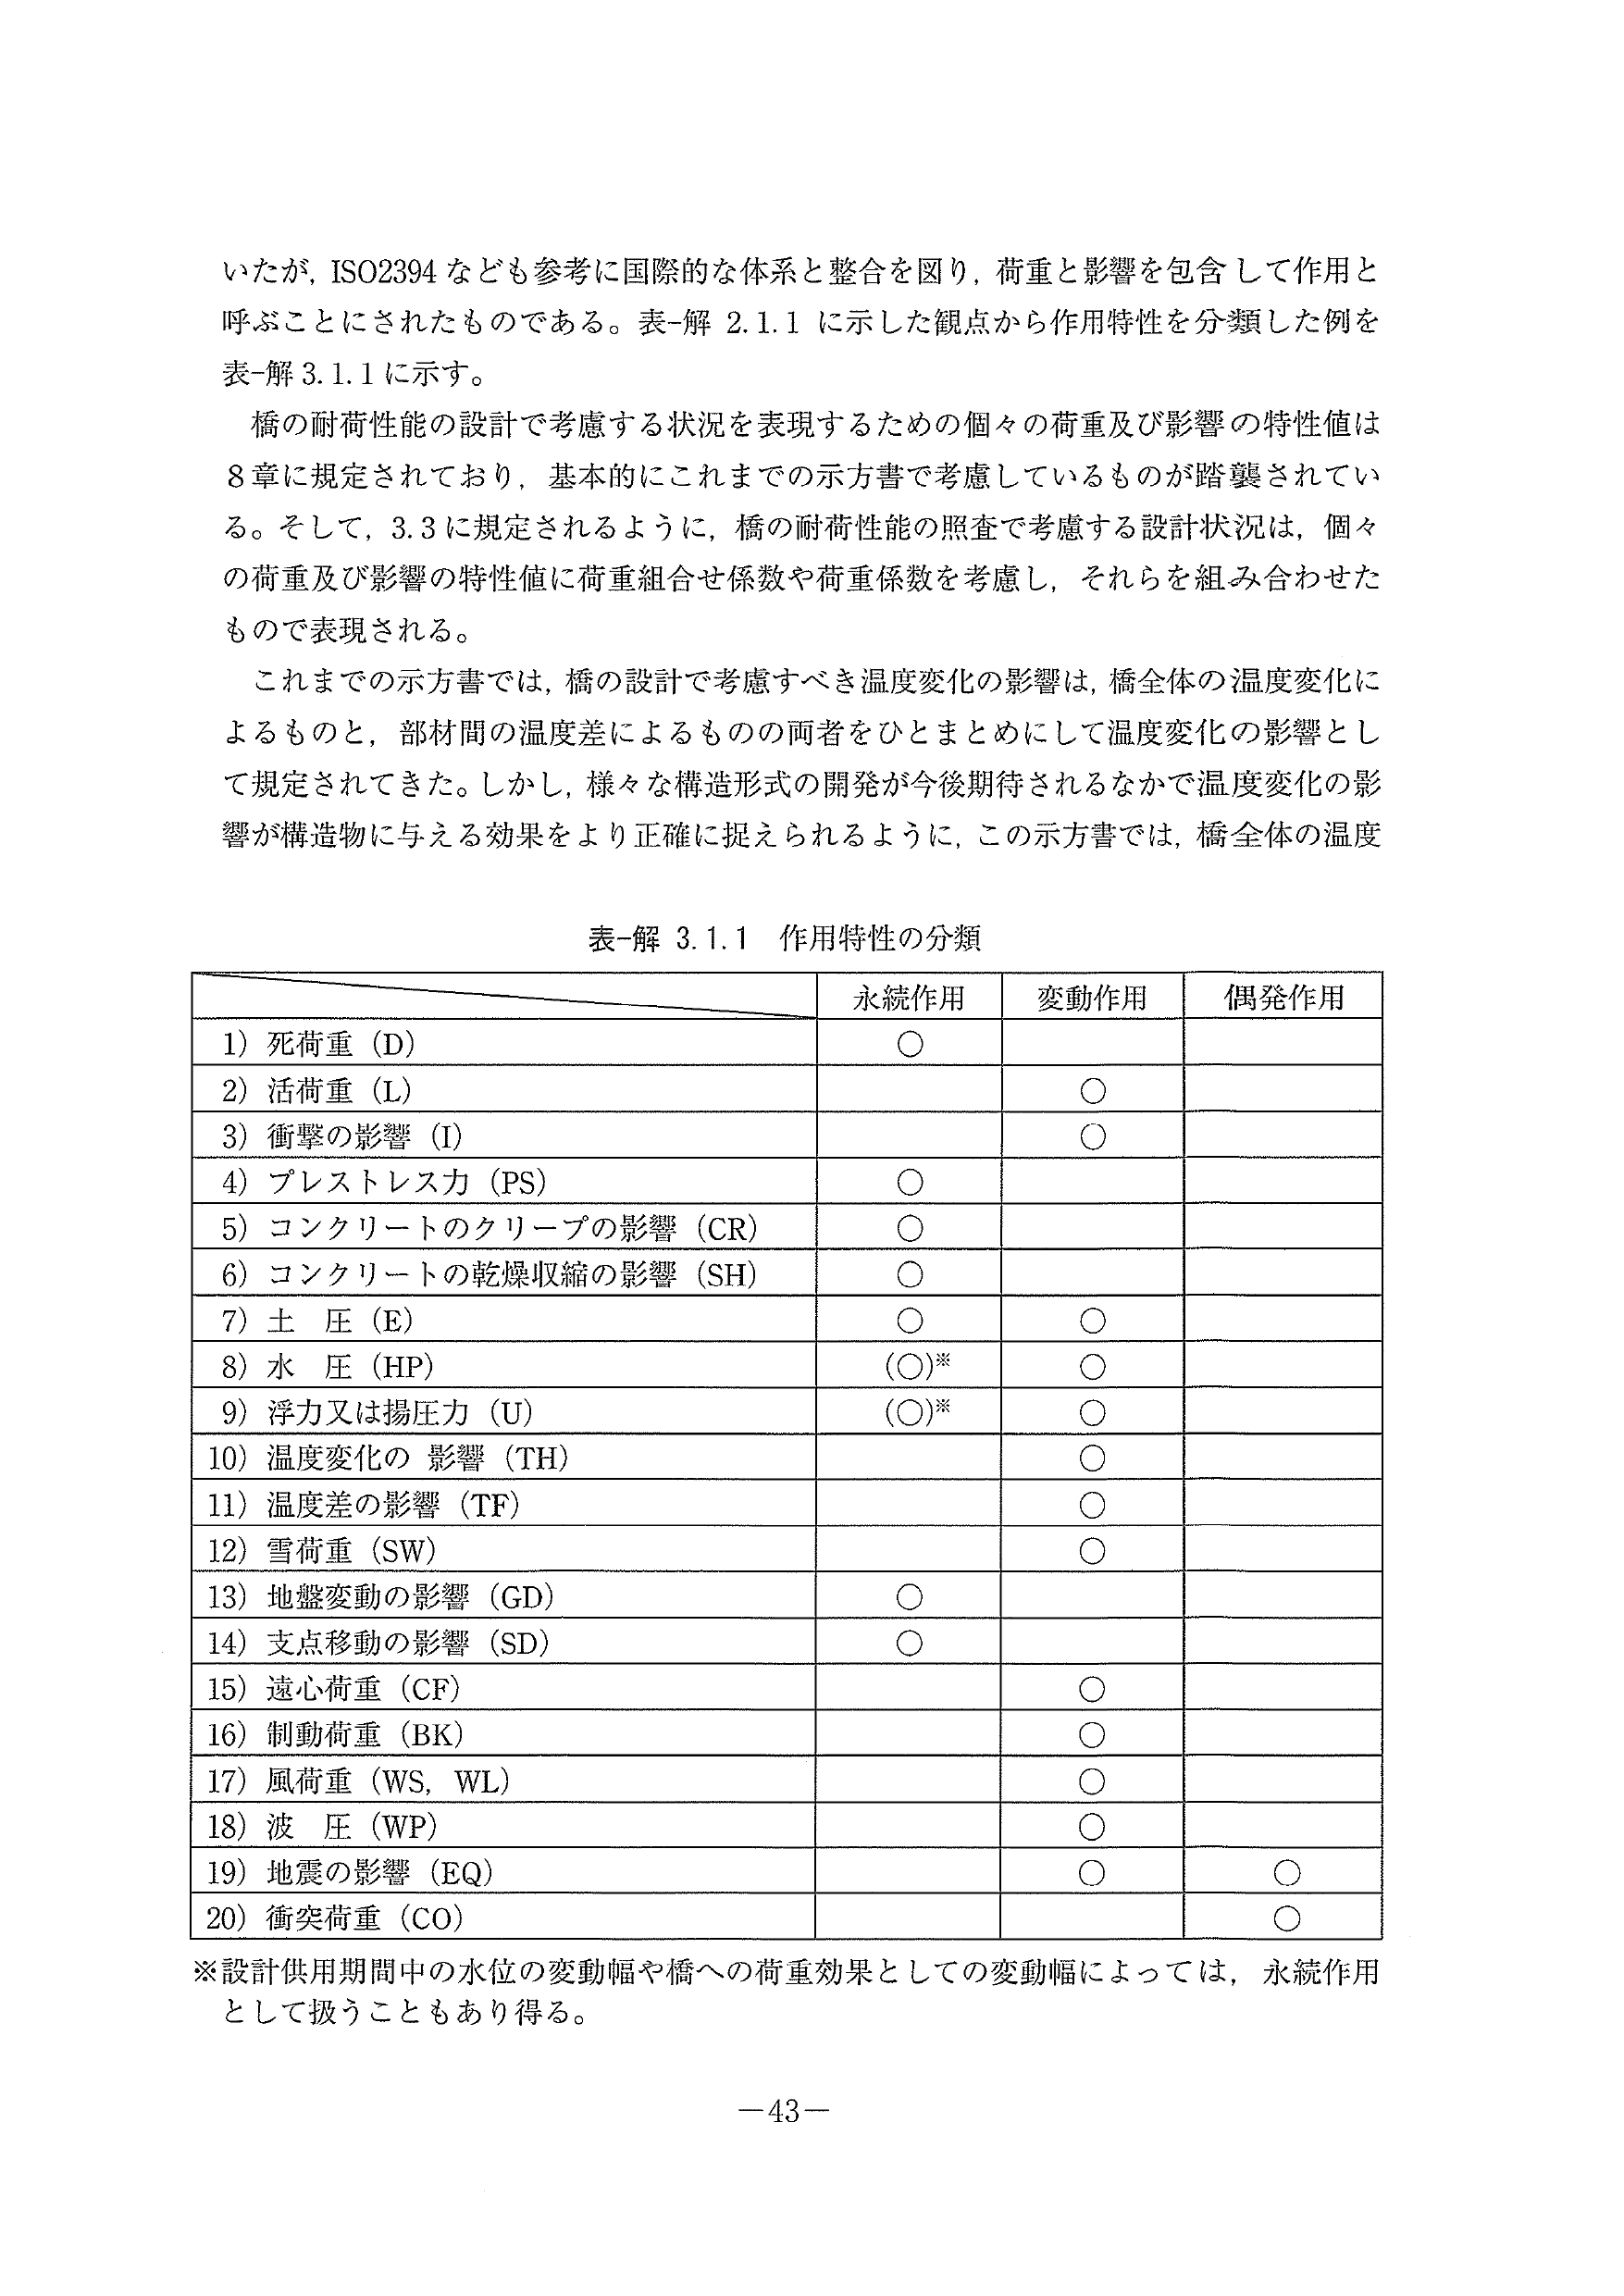 いたが，ISO2394なども参考に国際的な体系と整合を図り，荷重と影響を包含して作用と
呼ぶことにされたものである。表−解 2.1.1 に示した観点から作用特性を分類した例を
表−解3.1.1に示す。
橋の耐荷性能の設計で考慮する状況を表現するための個々の荷重及び影響の特性値は
８章に規定されており，基本的にこれまでの示方書で考慮しているものが踏襲されてい
る。そして，3.3に規定されるように，橋の耐荷性能の照査で考慮する設計状況は，個々
の荷重及び影響の特性値に荷重組合せ係数や荷重係数を考慮し，それらを組み合わせた
もので表現される。
これまでの示方書では，橋の設計で考慮すべき温度変化の影響は，橋全体の温度変化に
よるものと，部材間の温度差によるものの両者をひとまとめにして温度変化の影響とし
て規定されてきた。しかし，様々な構造形式の開発が今後期待されるなかで温度変化の影
響が構造物に与える効果をより正確に捉えられるように，この示方書では，橋全体の温度
表−解 3.1.1　作用特性の分類
永続作用 変動作用 偶発作用
1）死荷重（D） ○
2）活荷重（L） ○
3）衝撃の影響（I） ○
4）プレストレス力（PS） ○
5）コンクリートのクリープの影響（CR） ○
6）コンクリートの乾燥収縮の影響（SH） ○
7）土　圧（E） ○ ○
8）水　圧（HP） （○）※ ○
9）浮力又は揚圧力（U） （○）※ ○
10）温度変化の 影響（TH） ○
11）温度差の影響（TF） ○
12）雪荷重（SW） ○
13）地盤変動の影響（GD） ○
14）支点移動の影響（SD） ○
15）遠心荷重（CF） ○
16）制動荷重（BK） ○
17）風荷重（WS，WL） ○
18）波　圧（WP） ○
19）地震の影響（EQ） ○ ○
20）衝突荷重（CO） ○
※設計供用期間中の水位の変動幅や橋への荷重効果としての変動幅によっては，永続作用
として扱うこともあり得る。
―43―